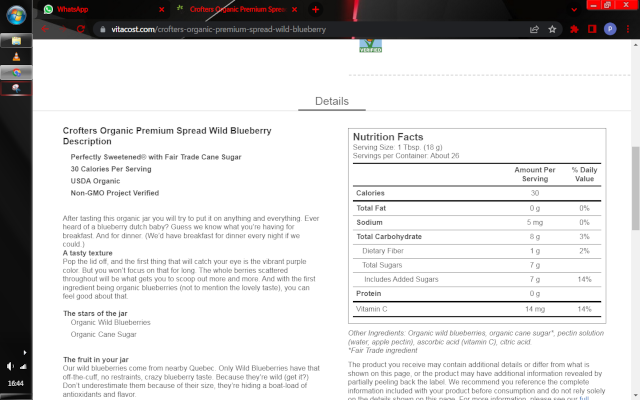 WhatsApp
Crofters Organic Premium Spre
vitacost.com/crofters-organic-premium-spread-wild-blueberry
VERIFIED
Details
Crofters Organic Premium Spread Wild Blueberry
Description
Perfectly Sweetened® with Fair Trade Cane Sugar
30 Calories Per Serving
USDA Organic
Non-GMO Project Verified
After tasting this organic jar you will try to put it on anything and everything. Ever
heard of a blueberry dutch baby? Guess we know what you're having for
breakfast. And for dinner. (We'd have breakfast for dinner every night if we
could.)
A tasty texture
Pop the lid off, and the first thing that will catch your eye is the vibrant purple
color. But you won't focus on that for long. The whole berries scattered
throughout will be what gets you to scoop out more and more. And with the first
ingredient being organic blueberries (not to mention the lovely taste), you can
feel good about that.
The stars of the jar
Organic Wild Blueberries
Organic Cane Sugar
The fruit in your jar
Our wild blueberries come from nearby Quebec. Only Wild Blueberries have that
off-the-cuff, no restraints, crazy blueberry taste. Because they're wild (get it?)
Don't underestimate them because of their size, they're hiding a boat-load of
antioxidants and flavor.
Nutrition Facts
Serving Size: 1 Tbsp. (18 g)
Servings per Container: About 26
Amount Per Serving % Daily Value
Calories 30
Total Fat 0 g 0%
Sodium 5 mg 0%
Total Carbohydrate 8 g 3%
Dietary Fiber 1 g 2%
Total Sugars 7 g
Includes Added Sugars 7 g 14%
Protein 0 g
Vitamin C 14 mg 14%
Other Ingredients: Organic wild blueberries, organic cane sugar*, pectin solution
(water, apple pectin), ascorbic acid (vitamin C), citric acid.
*Fair Trade ingredient
The product you receive may contain additional details or differ from what is
shown on this page, or the product may have additional information revealed by
partially peeling back the label. We recommend you reference the complete
information included with your product before consumption and do not rely solely
on the details shown on this page. For more information, please see our full
16:44